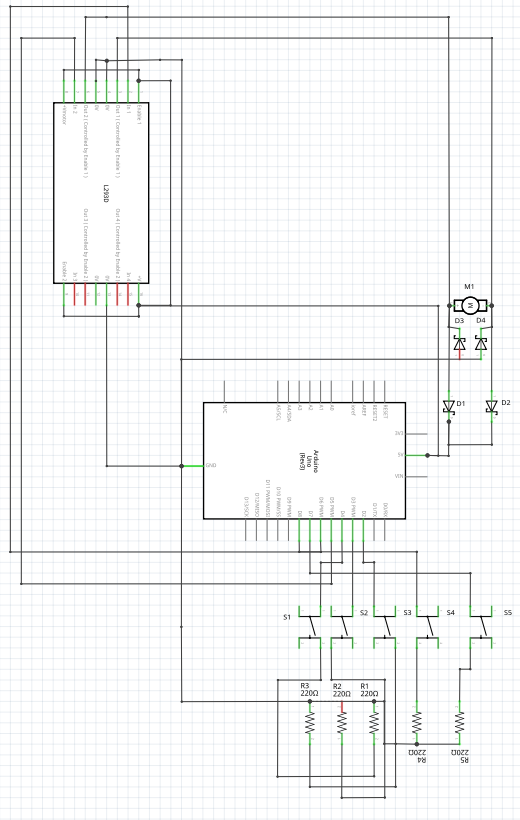 +Vmotor
In 2
Out 2 ( Controlled by Enable 1 )
0V
0V
Out 1 ( Controlled by Enable 1 )
In 1
Enable 1
L293D
Enable 2
Out 3 ( Controlled by Enable 2 )
0V
0V
Out 4 ( Controlled by Enable 2 )
+V
M1
M
D3
D4
D1
D2
N/C
A5/SCL
A4/SDA
A3
A2
A1
A0
IOREF
AREF
RESET2
RESET
3V3
5V
VIN
GND
Arduino
Uno
(Rev3)
D13/SCK
D12/MISO
D11 PWM/MOSI
D10 PWM/SS
D9 PWM
D8
D7
D6 PWM
D5 PWM
D4
D3 PWM
D2
D1/TX
D0/RX
S1
S2
S3
S4
S5
R3
220Ω
R2
220Ω
R1
220Ω
R4
220Ω
R5
220Ω